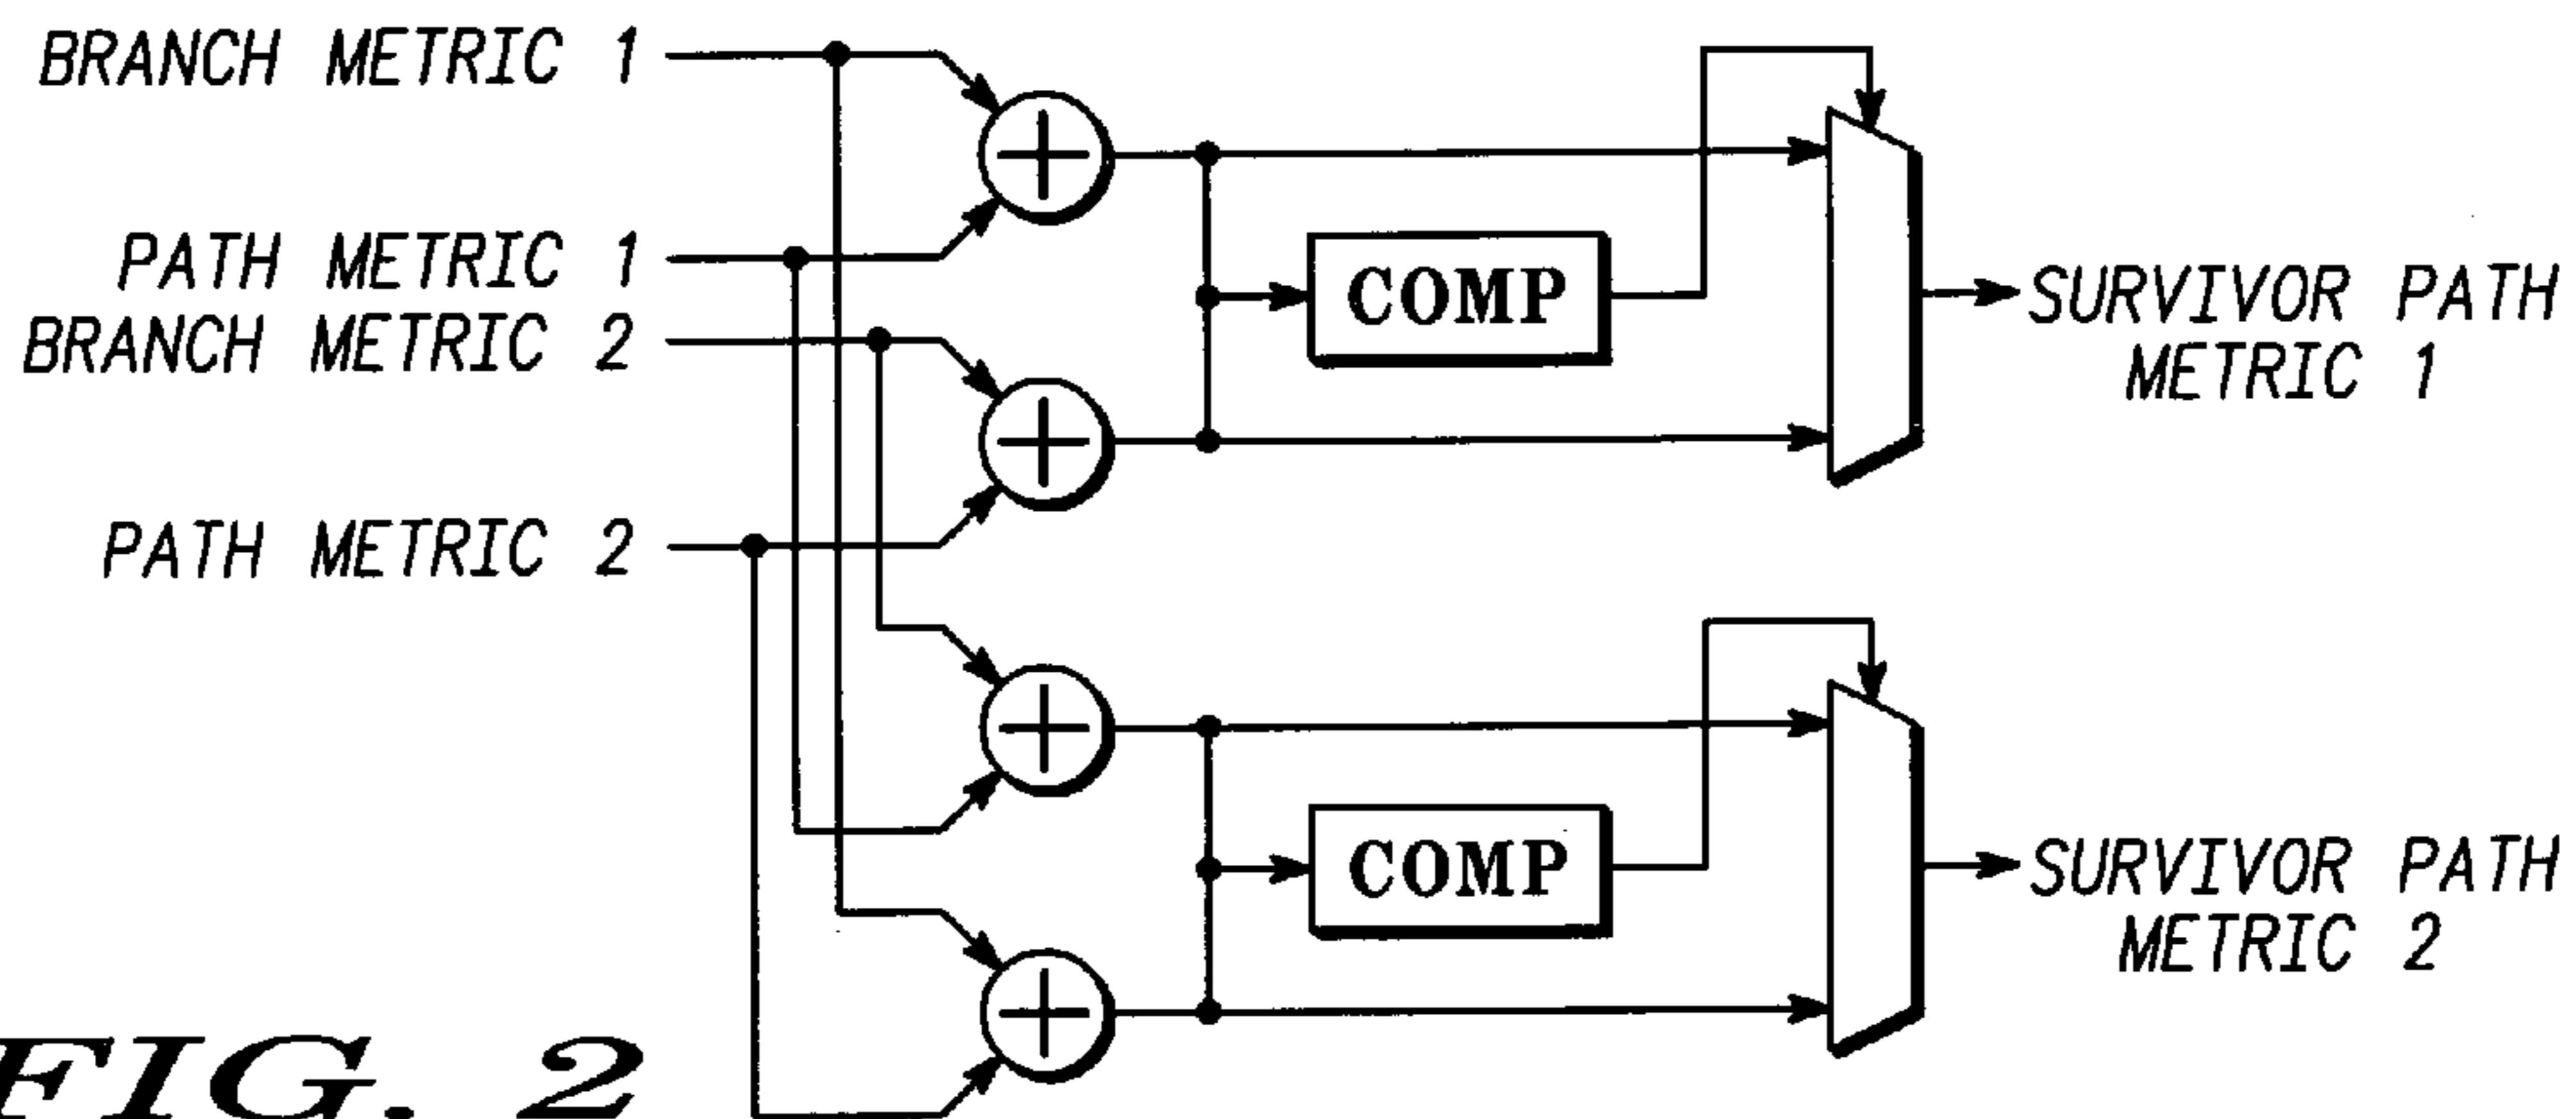 BRANCH METRIC 1
PATH METRIC 1
BRANCH METRIC 2
PATH METRIC 2
COMP
SURVIVOR PATH
METRIC 1
COMP
SURVIVOR PATH
METRIC 2
FIG. 2